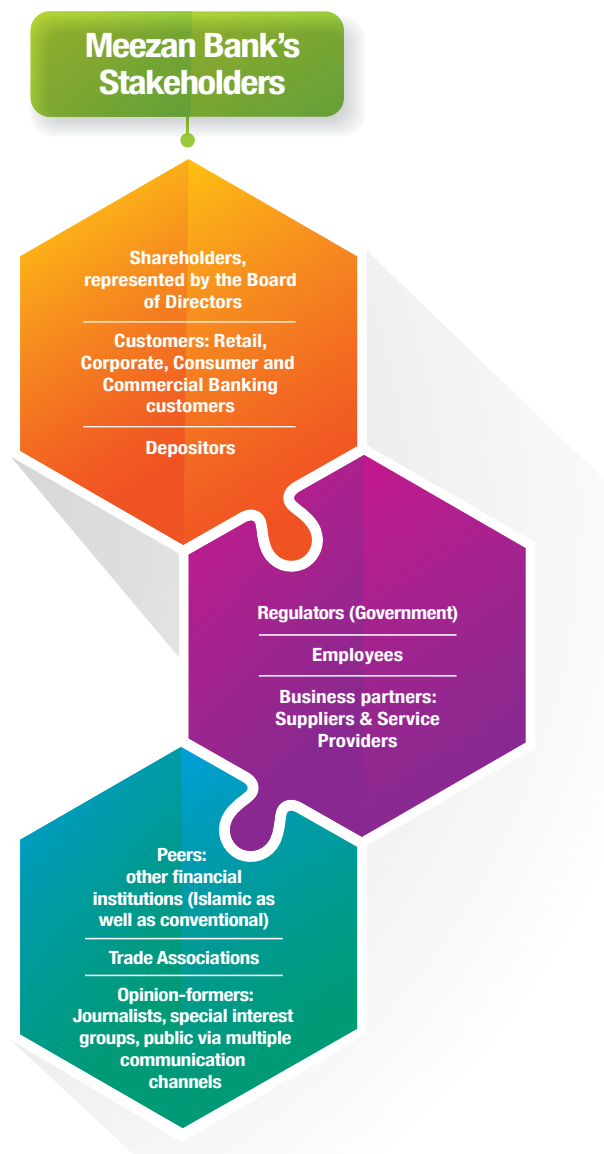 Meezan Bank's
Stakeholders
Shareholders,
represented by the Board
of Directors
Customers: Retail,
Corporate, Consumer and
Commercial Banking
customers
Depositors
Regulators (Government)
Employees
Business partners:
Suppliers & Service
Providers
Peers:
other financial
institutions (Islamic as
well as conventional)
Trade Associations
Opinion-formers:
Journalists, special interest
groups, public via multiple
communication
channels